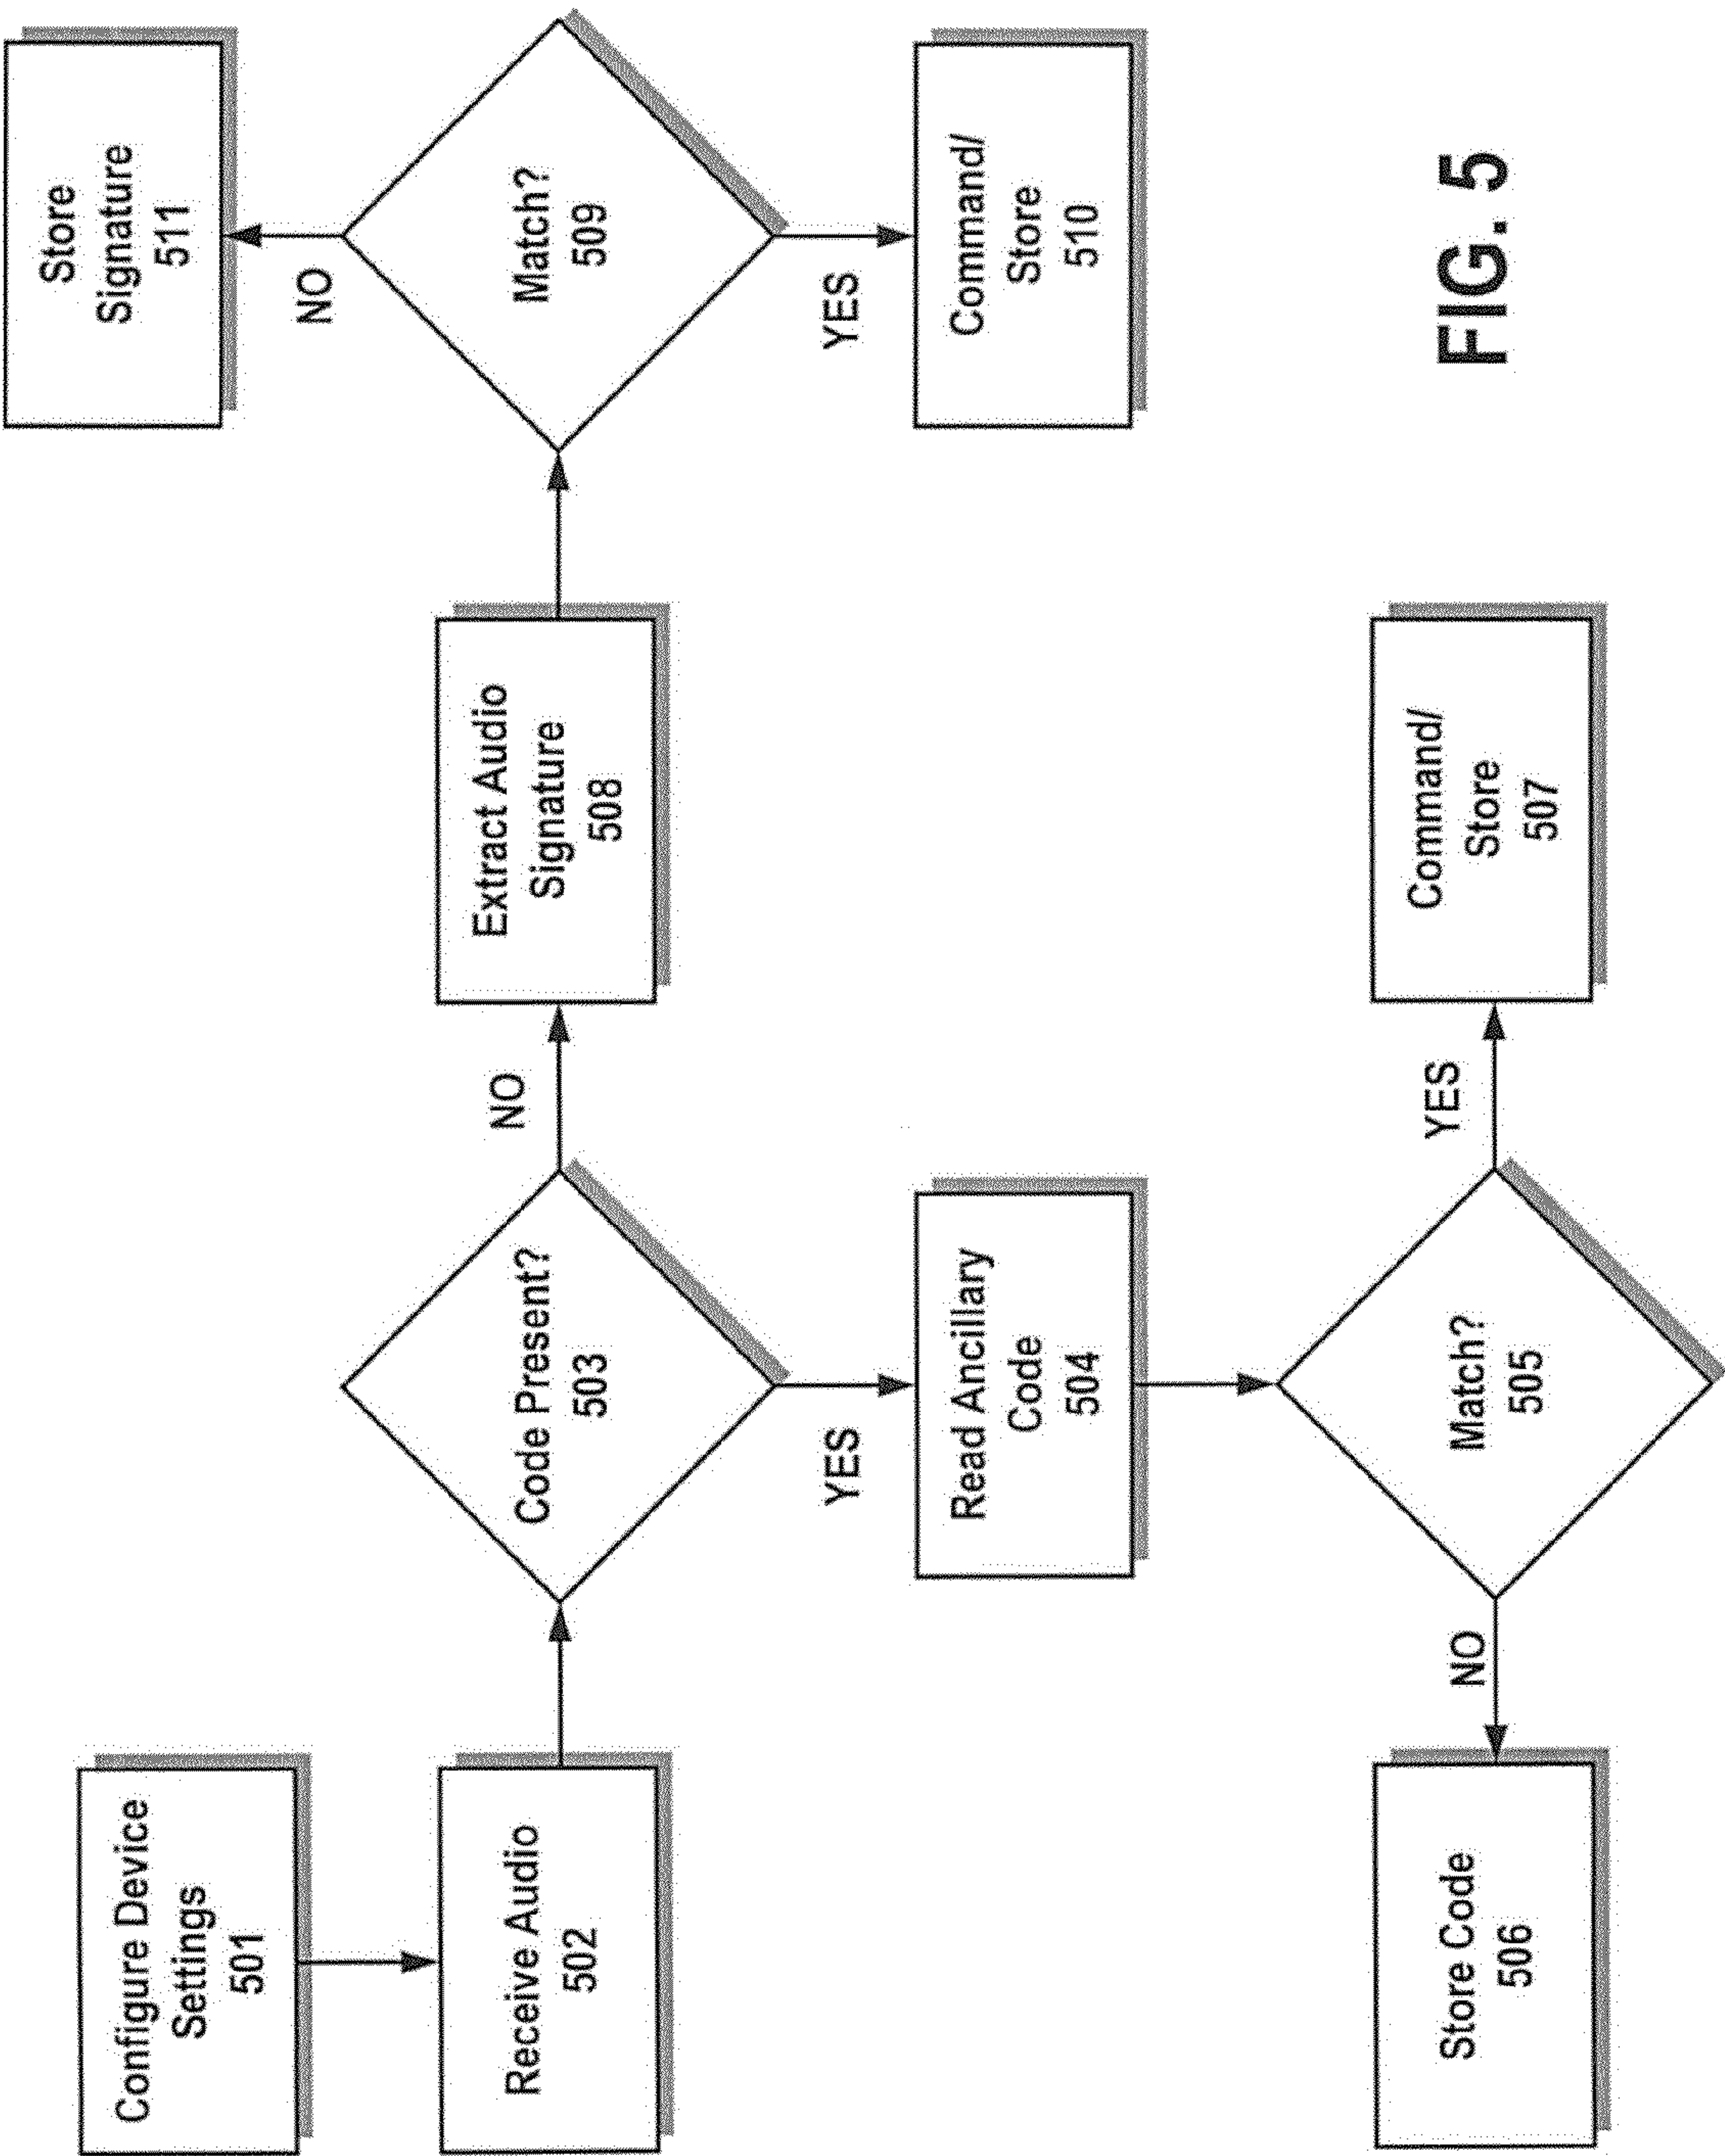 Configure Device
Settings
501
Receive Audio
502
Code Present?
503
NO
YES
Read Ancillary
Code
504
Match?
505
NO
YES
Store Code
506
Command/
Store
507
Extract Audio
Signature
508
Match?
509
NO
YES
Store
Signature
511
Command/
Store
510
FIG. 5